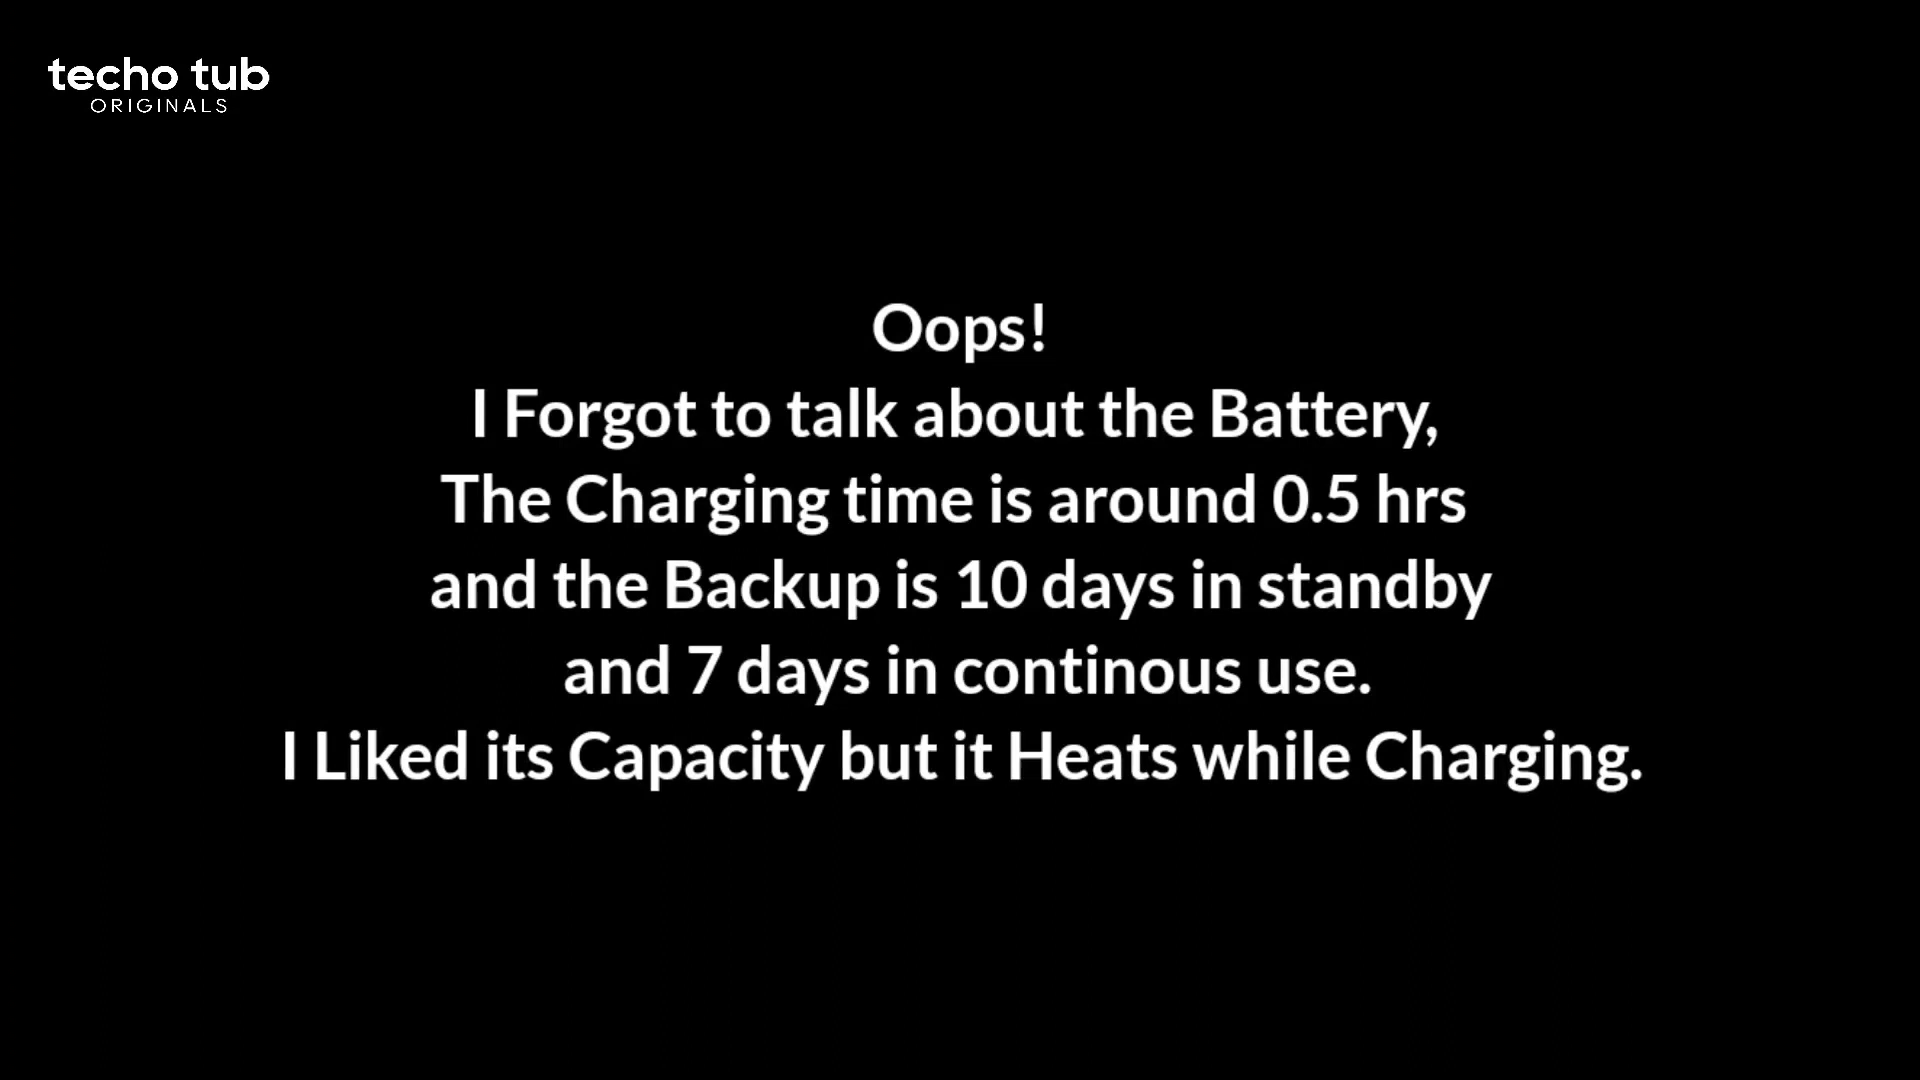 techo tub
ORIGINALS
Oops!
I Forgot to talk about the Battery,
The Charging time is around 0.5 hrs
and the Backup is 10 days in standby
and 7 days in continous use.
I Liked its Capacity but it Heats while Charging.